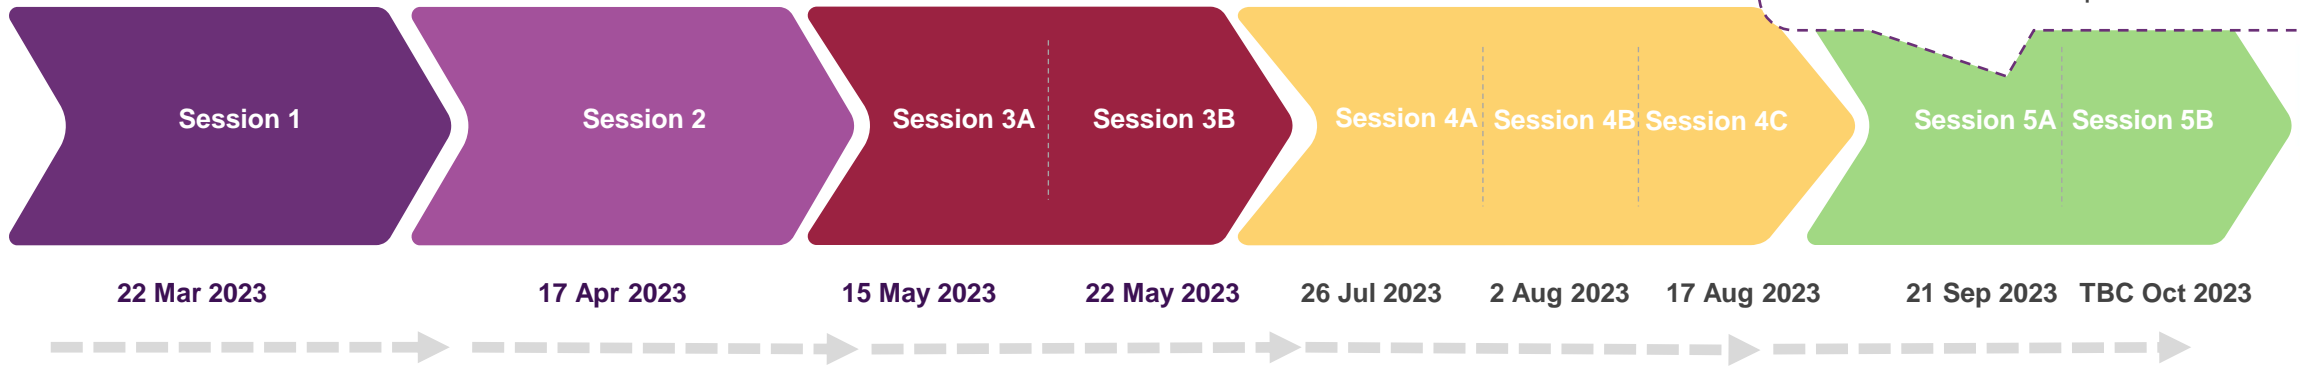 Session 1
Session 2
Session 3A
Session 3B
Session 4A
Session 4B
Session 4C
Session 5A
Session 5B
22 Mar 2023
17 Apr 2023
15 May 2023
22 May 2023
26 Jul 2023
2 Aug 2023
17 Aug 2023
21 Sep 2023
TBC Oct 2023